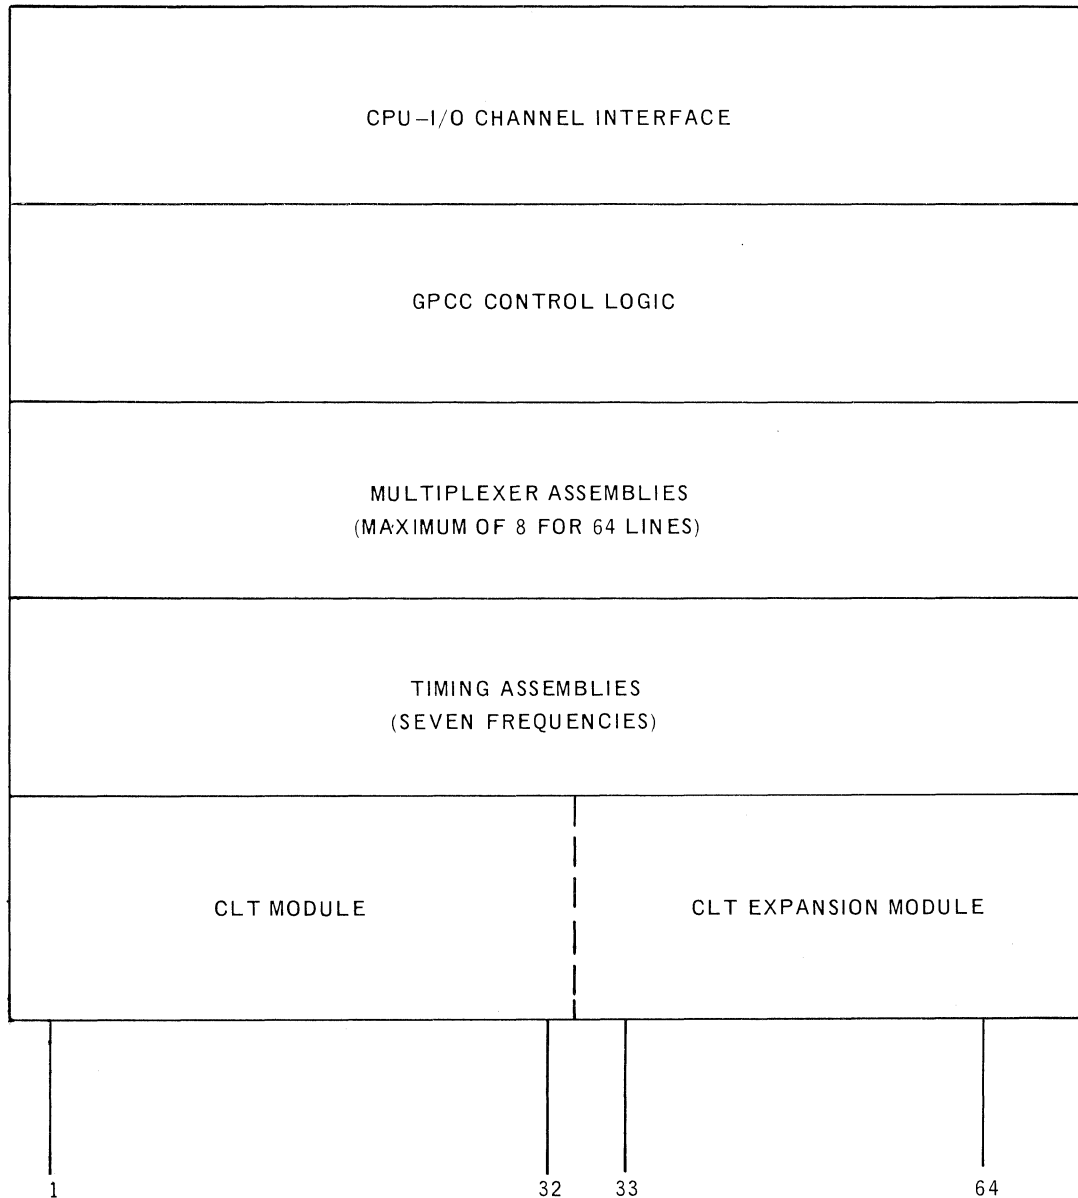 CPU-I/O CHANNEL INTERFACE
GPCC CONTROL LOGIC
MULTIPLEXER ASSEMBLIES
(MAXIMUM OF 8 FOR 64 LINES)
TIMING ASSEMBLIES
(SEVEN FREQUENCIES)
CLT MODULE
CLT EXPANSION MODULE
1 32 33 64